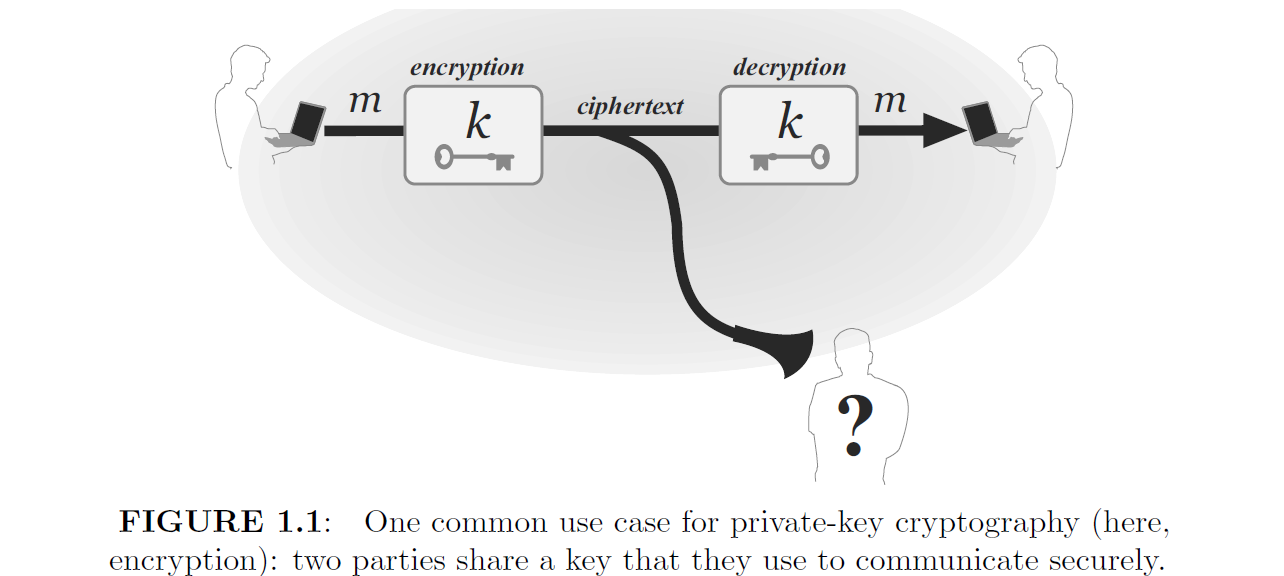 encryption
decryption
m
k
ciphertext
k
m
?
FIGURE 1.1: One common use case for private-key cryptography (here,
encryption): two parties share a key that they use to communicate securely.